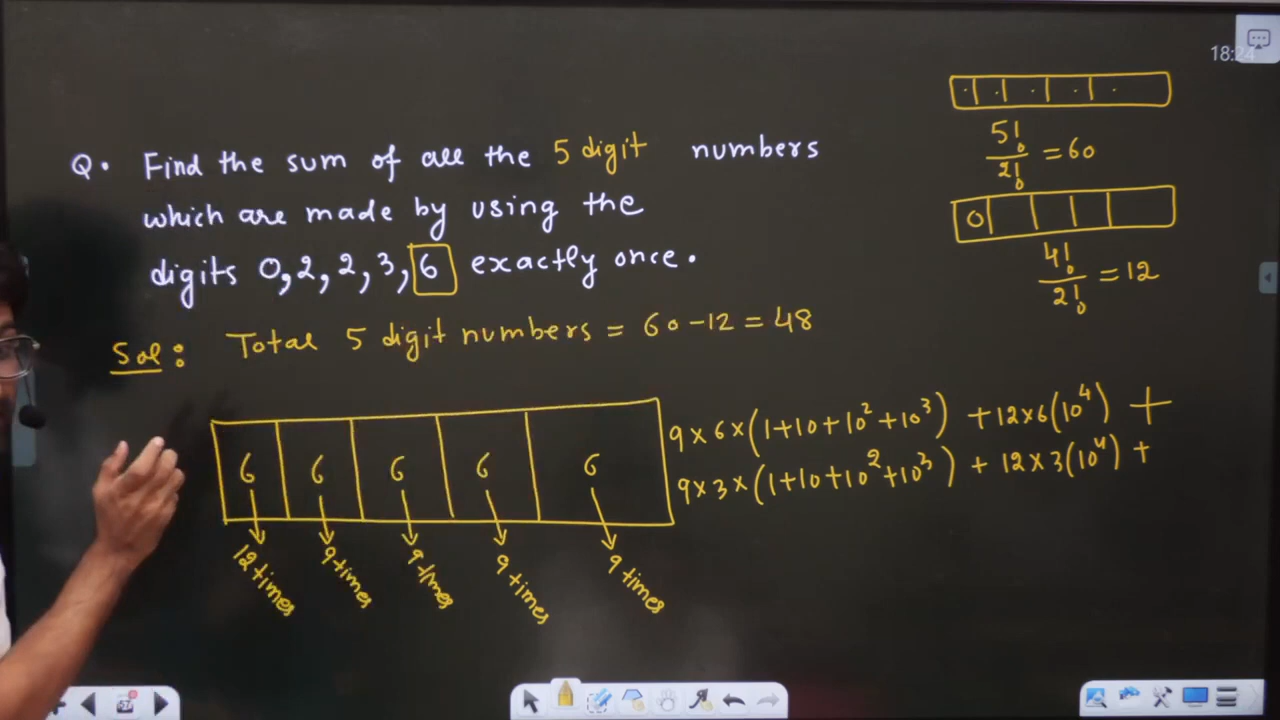 18:24
Q. Find the sum of all the 5 digit numbers
which are made by using the
digits 0,2,2,3,6 exactly once.
5!/2! = 60
0
4!/2! = 12
Sol: Total 5 digit numbers = 60-12 = 48
6 6 6 6 6
12 times 9 times 9 times 9 times 9 times
9×6×(1+10+10²+10³) +12×6(10⁴) +
9×3×(1+10+10²+10³) + 12×3(10⁴) +